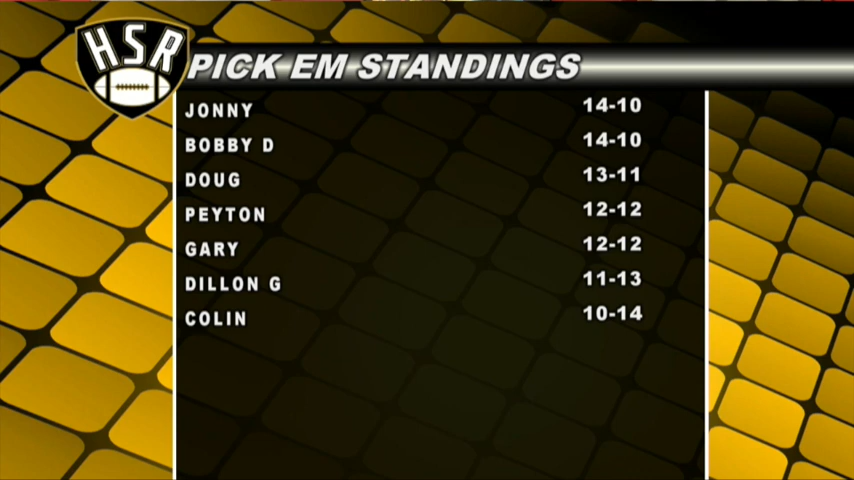 HSR
PICK EM STANDINGS
JONNY 14-10
BOBBY D 14-10
DOUG 13-11
PEYTON 12-12
GARY 12-12
DILLON G 11-13
COLIN 10-14